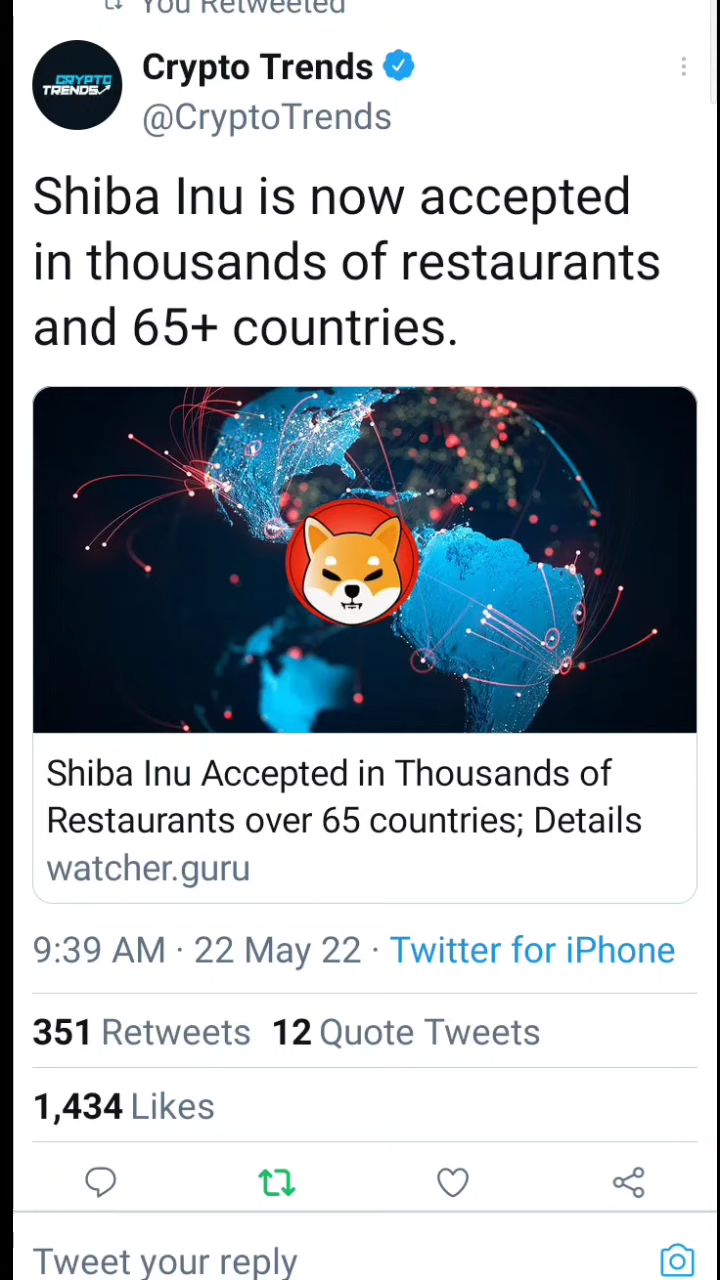 You Retweeted
CRYPTO
TRENDS
Crypto Trends
@CryptoTrends
Shiba Inu is now accepted
in thousands of restaurants
and 65+ countries.
Shiba Inu Accepted in Thousands of
Restaurants over 65 countries; Details
watcher.guru
9:39 AM · 22 May 22 · Twitter for iPhone
351 Retweets 12 Quote Tweets
1,434 Likes
Tweet your reply